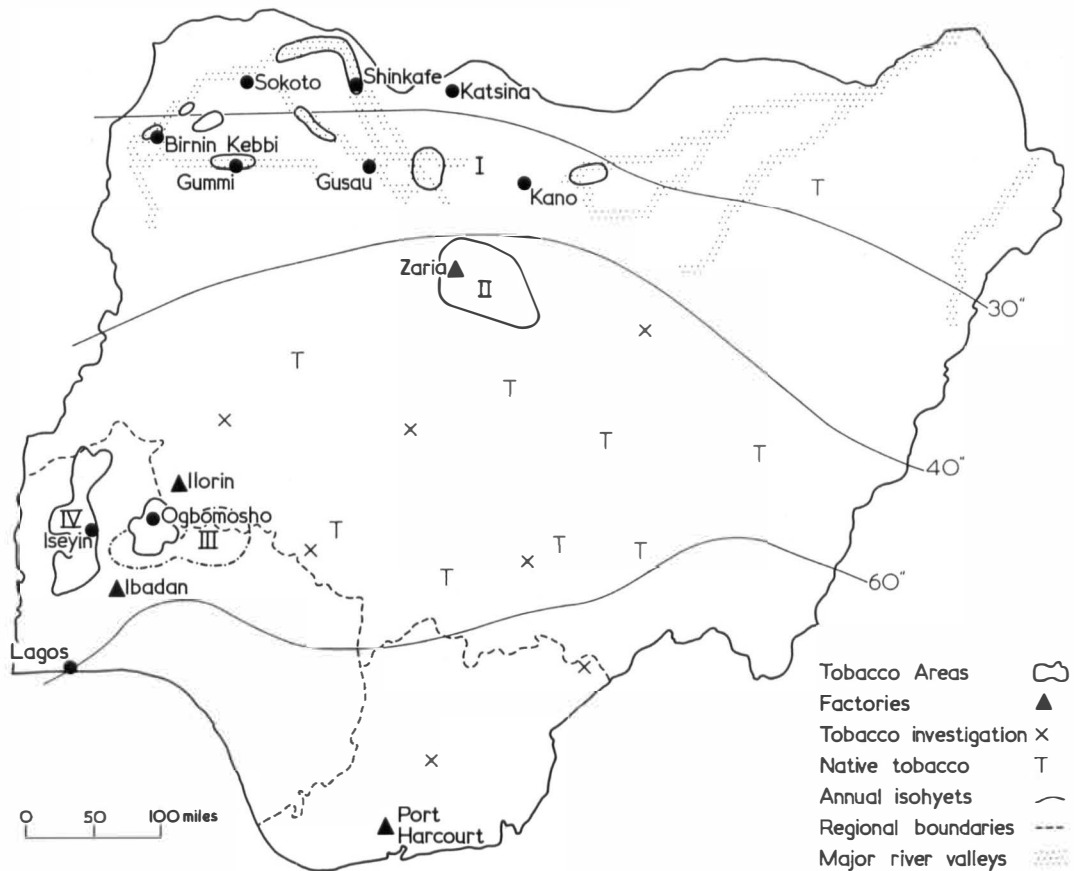 Sokoto
Shinkafe
Katsina
Birnin Kebbi
Gummi
Gusau
I
Kano
T
Zaria
II
30"
×
T
T
×
×
T
T
40"
Ilorin
IV
Ogbomosho
Iseyin
III
T
×
T
T
×
T
Ibadan
60"
Lagos
×
×
Port
Harcourt
0 50 100 miles
Tobacco Areas
Factories
Tobacco investigation ×
Native tobacco T
Annual isohyets
Regional boundaries
Major river valleys